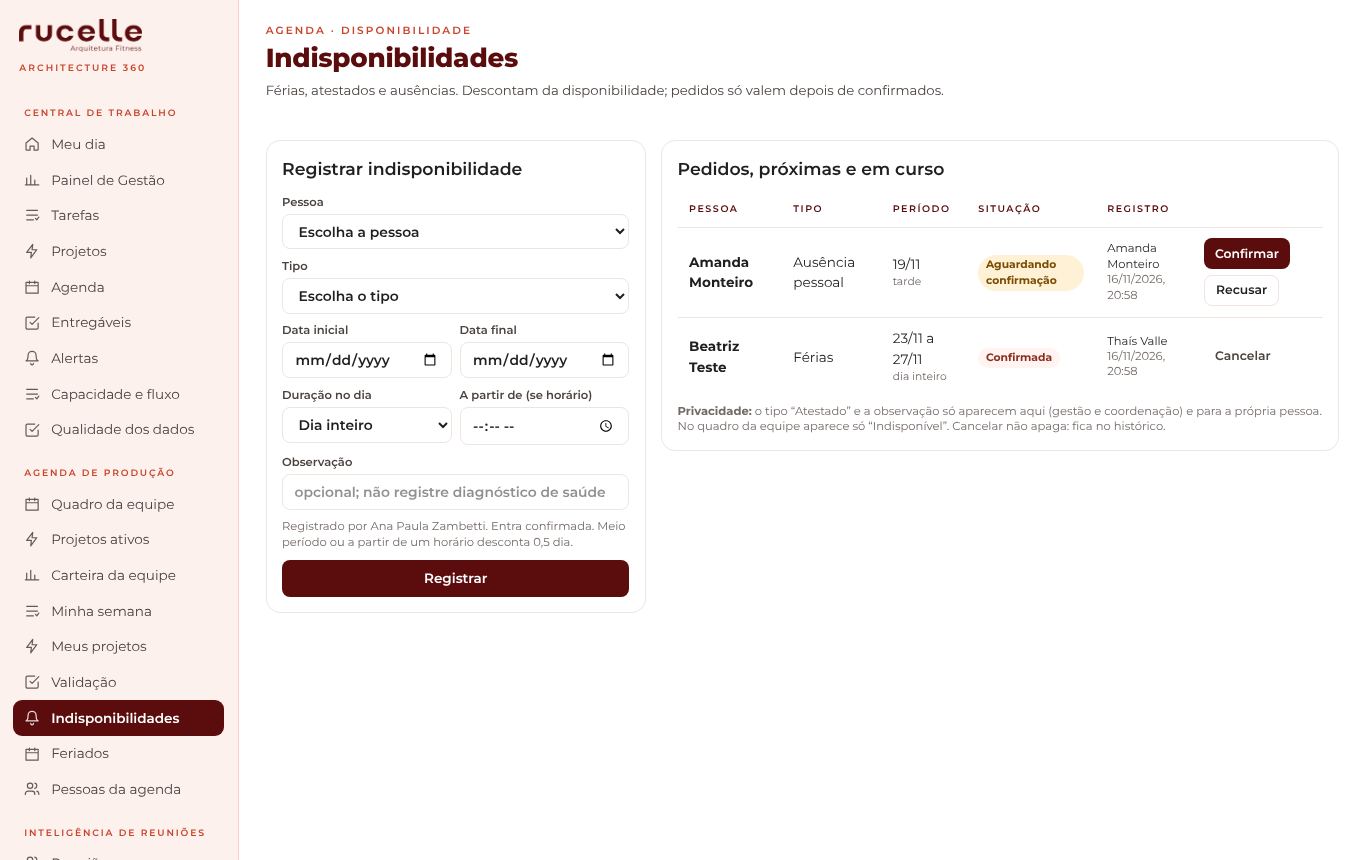 rucelle
Arquitetura Fitness
ARCHITECTURE 360
CENTRAL DE TRABALHO
Meu dia
Painel de Gestão
Tarefas
Projetos
Agenda
Entregáveis
Alertas
Capacidade e fluxo
Qualidade dos dados
AGENDA DE PRODUÇÃO
Quadro da equipe
Projetos ativos
Carteira da equipe
Minha semana
Meus projetos
Validação
Indisponibilidades
Feriados
Pessoas da agenda
INTELIGÊNCIA DE REUNIÕES
AGENDA · DISPONIBILIDADE
Indisponibilidades
Férias, atestados e ausências. Descontam da disponibilidade; pedidos só valem depois de confirmados.
Registrar indisponibilidade
Pessoa
Escolha a pessoa
Tipo
Escolha o tipo
Data inicial Data final
mm/dd/yyyy mm/dd/yyyy
Duração no dia A partir de (se horário)
Dia inteiro --:-- --
Observação
opcional; não registre diagnóstico de saúde
Registrado por Ana Paula Zambetti. Entra confirmada. Meio
período ou a partir de um horário desconta 0,5 dia.
Registrar
Pedidos, próximas e em curso
PESSOA TIPO PERÍODO SITUAÇÃO REGISTRO
Amanda
Monteiro
Ausência
pessoal
19/11
tarde
Aguardando
confirmação
Amanda
Monteiro
16/11/2026,
20:58
Confirmar
Recusar
Beatriz
Teste
Férias
23/11 a
27/11
dia inteiro
Confirmada
Thaís Valle
16/11/2026,
20:58
Cancelar
Privacidade: o tipo “Atestado” e a observação só aparecem aqui (gestão e coordenação) e para a própria pessoa.
No quadro da equipe aparece só “Indisponível”. Cancelar não apaga: fica no histórico.